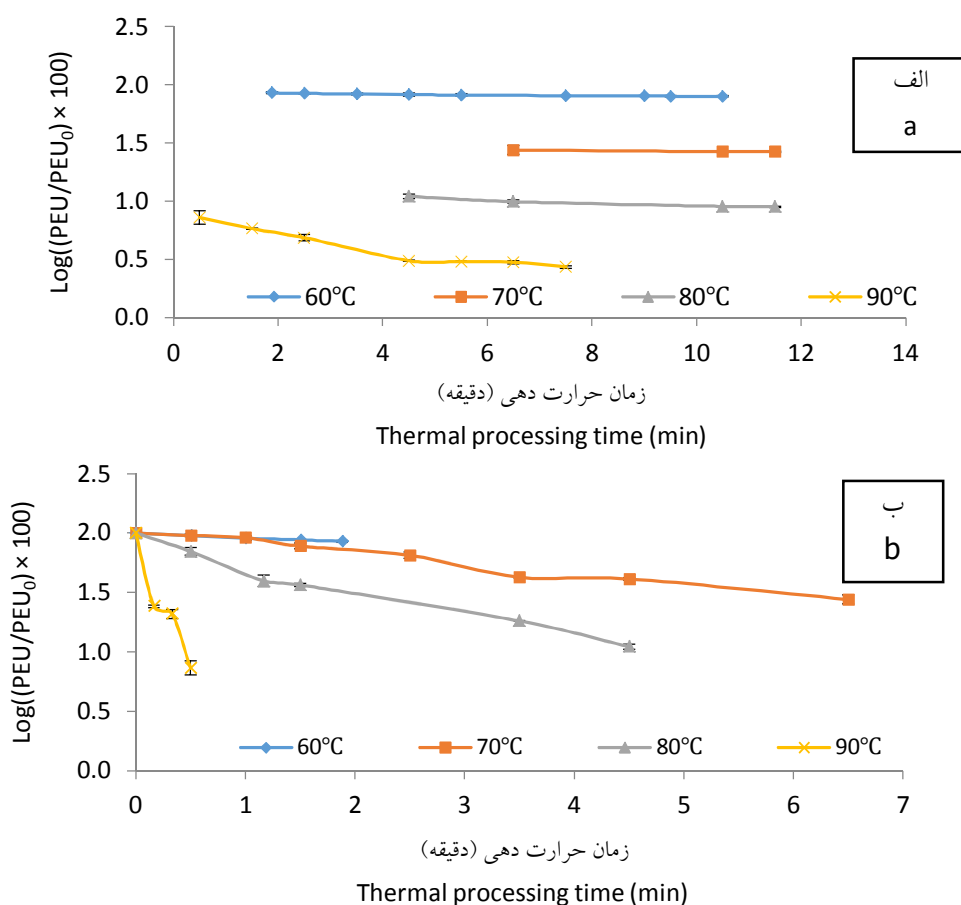 2.5
2.0
1.5
1.0
0.5
0.0
Log((PEU/PEU₀) × 100)
الف
a
60°C 70°C 80°C 90°C
0 2 4 6 8 10 12 14
زمان حرارت دهی (دقیقه)
Thermal processing time (min)
2.5
2.0
1.5
1.0
0.5
0.0
Log((PEU/PEU₀) × 100)
ب
b
60°C 70°C 80°C 90°C
0 1 2 3 4 5 6 7
زمان حرارت دهی (دقیقه)
Thermal processing time (min)